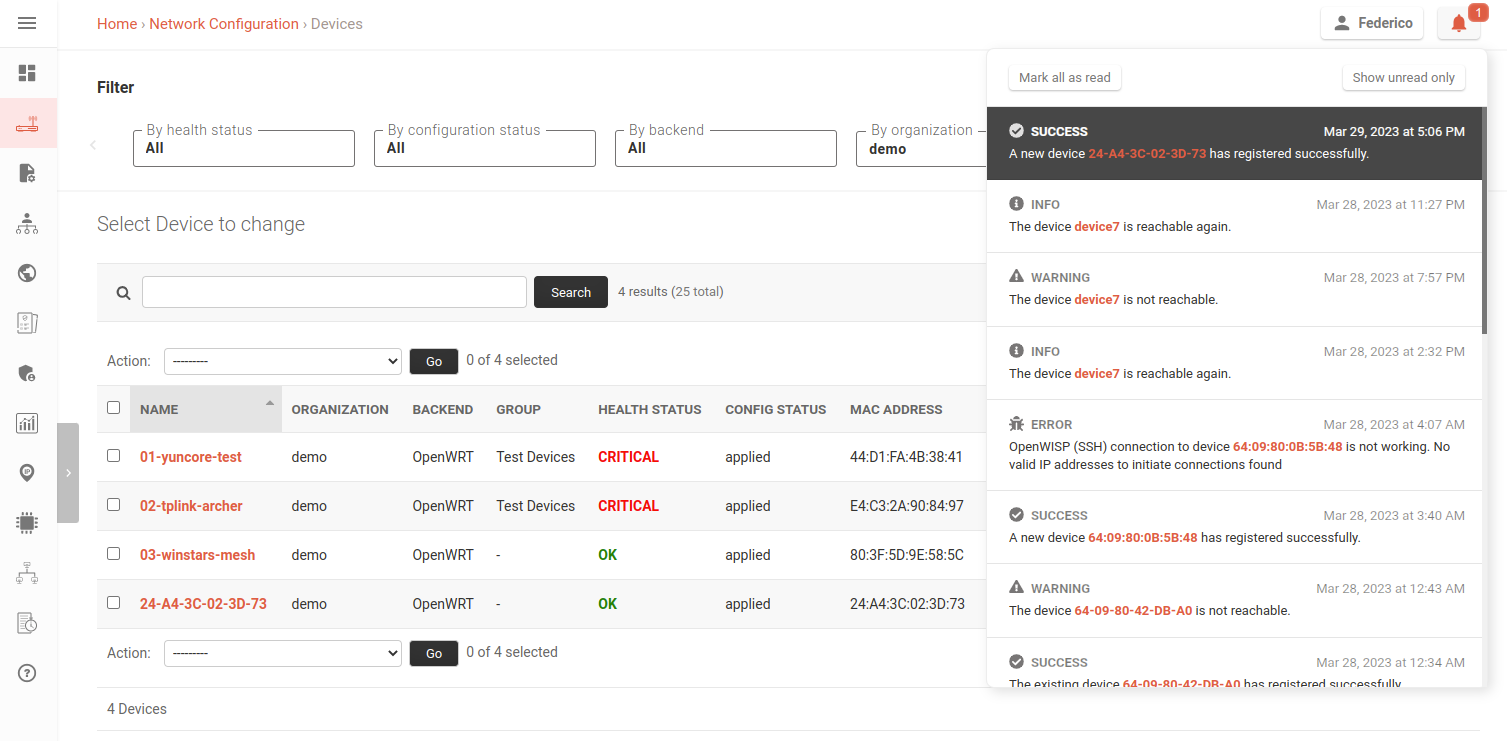 Home › Network Configuration › Devices
Federico
1
Filter
By health status
All
By configuration status
All
By backend
All
By organization
demo
Select Device to change
Search
4 results (25 total)
Action:
---------
Go
0 of 4 selected
NAME ORGANIZATION BACKEND GROUP HEALTH STATUS CONFIG STATUS MAC ADDRESS
01-yuncore-test demo OpenWRT Test Devices CRITICAL applied 44:D1:FA:4B:38:41
02-tplink-archer demo OpenWRT Test Devices CRITICAL applied E4:C3:2A:90:84:97
03-winstars-mesh demo OpenWRT - OK applied 80:3F:5D:9E:58:5C
24-A4-3C-02-3D-73 demo OpenWRT - OK applied 24:A4:3C:02:3D:73
Action:
---------
Go
0 of 4 selected
4 Devices
Mark all as read
Show unread only
SUCCESS Mar 29, 2023 at 5:06 PM
A new device 24-A4-3C-02-3D-73 has registered successfully.
INFO Mar 28, 2023 at 11:27 PM
The device device7 is reachable again.
WARNING Mar 28, 2023 at 7:57 PM
The device device7 is not reachable.
INFO Mar 28, 2023 at 2:32 PM
The device device7 is reachable again.
ERROR Mar 28, 2023 at 4:07 AM
OpenWISP (SSH) connection to device 64:09:80:0B:5B:48 is not working. No
valid IP addresses to initiate connections found
SUCCESS Mar 28, 2023 at 3:40 AM
A new device 64:09:80:0B:5B:48 has registered successfully.
WARNING Mar 28, 2023 at 12:43 AM
The device 64-09-80-42-DB-A0 is not reachable.
SUCCESS Mar 28, 2023 at 12:34 AM
The existing device 64-09-80-42-DB-A0 has registered successfully.
IP